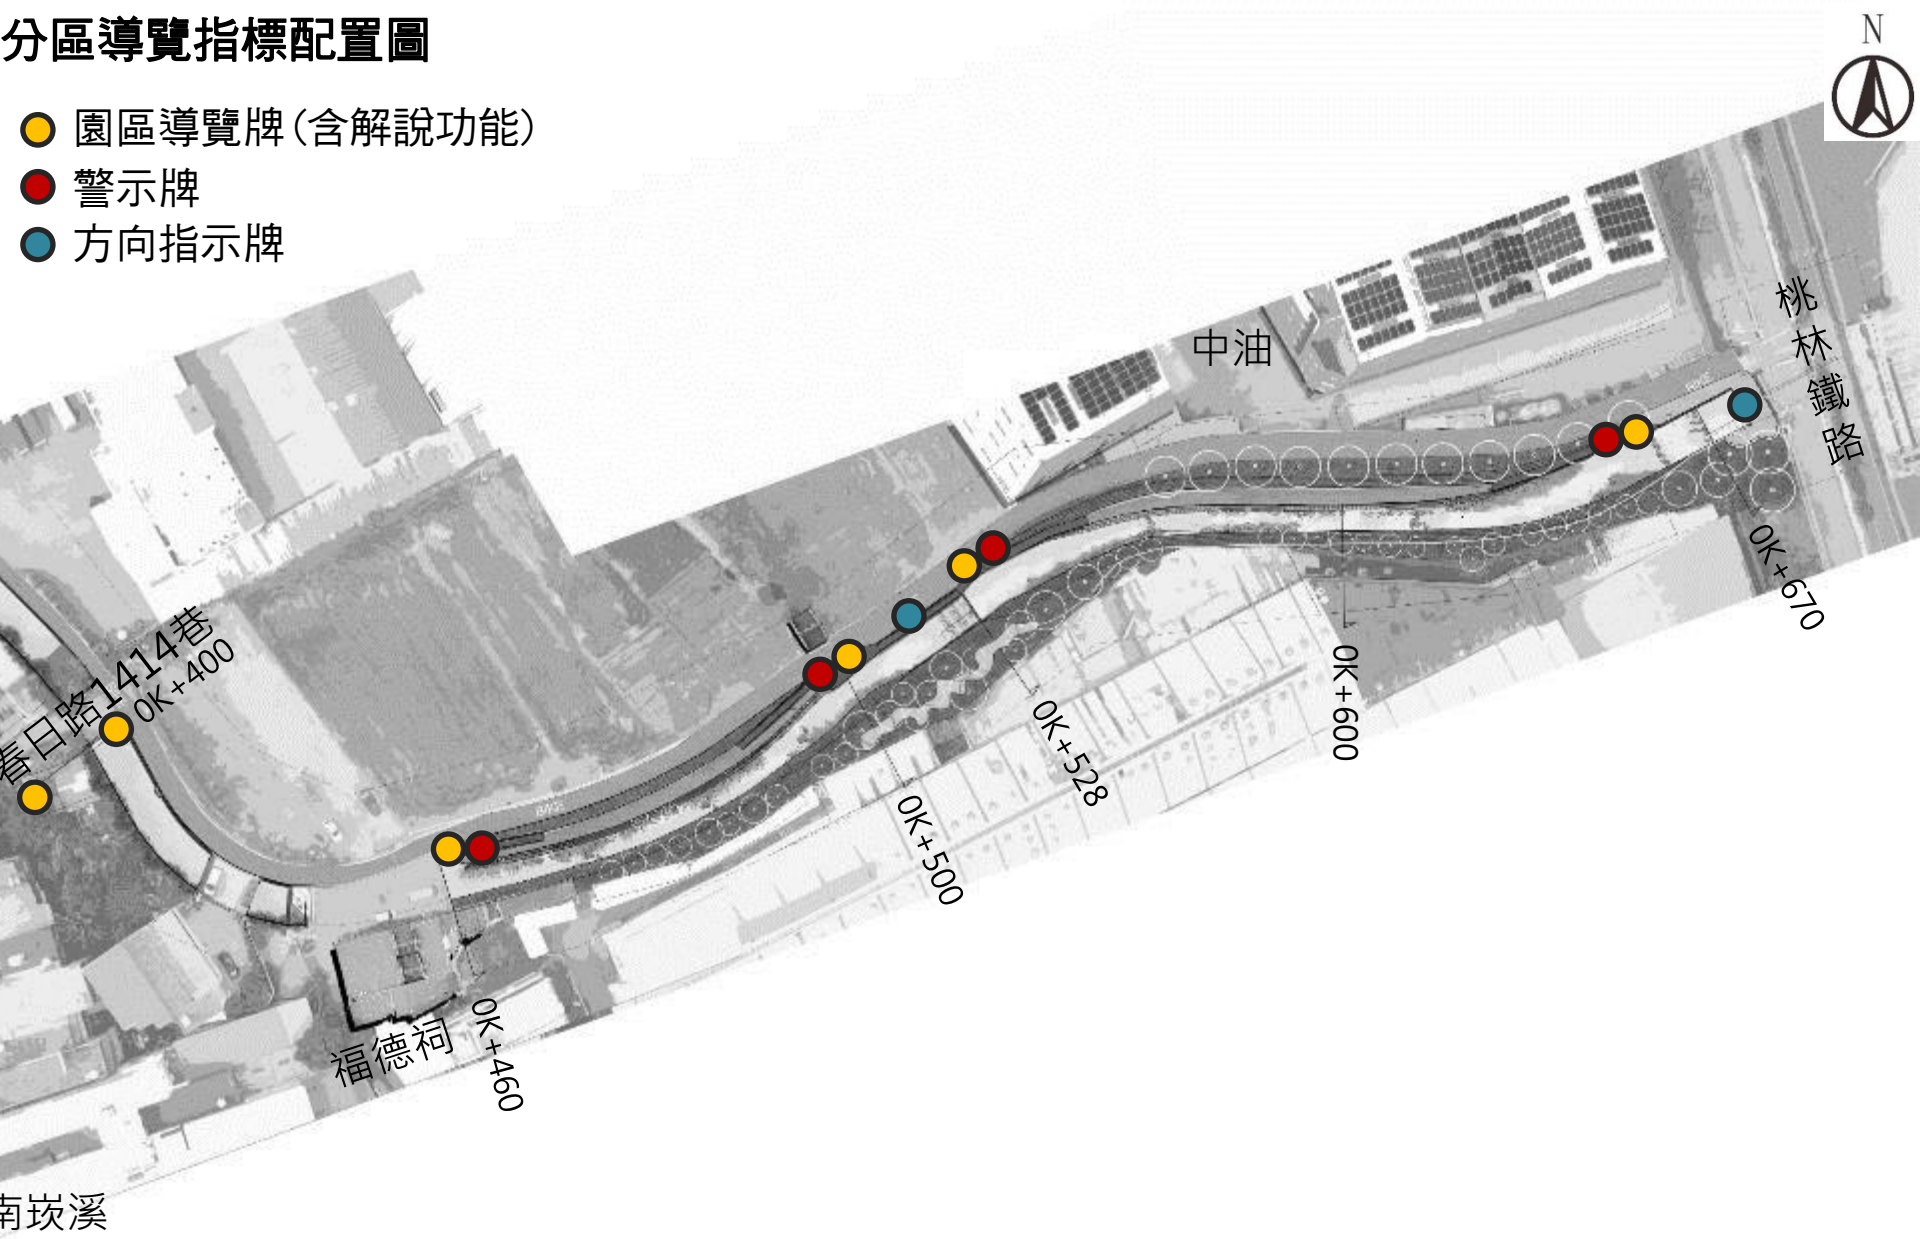 分區導覽指標配置圖
N
園區導覽牌(含解說功能)
警示牌
方向指示牌
桃林鐵路
中油
0K+670
春日路1414巷
0K+400
0K+600
0K+528
0K+500
福德祠
0K+460
南崁溪